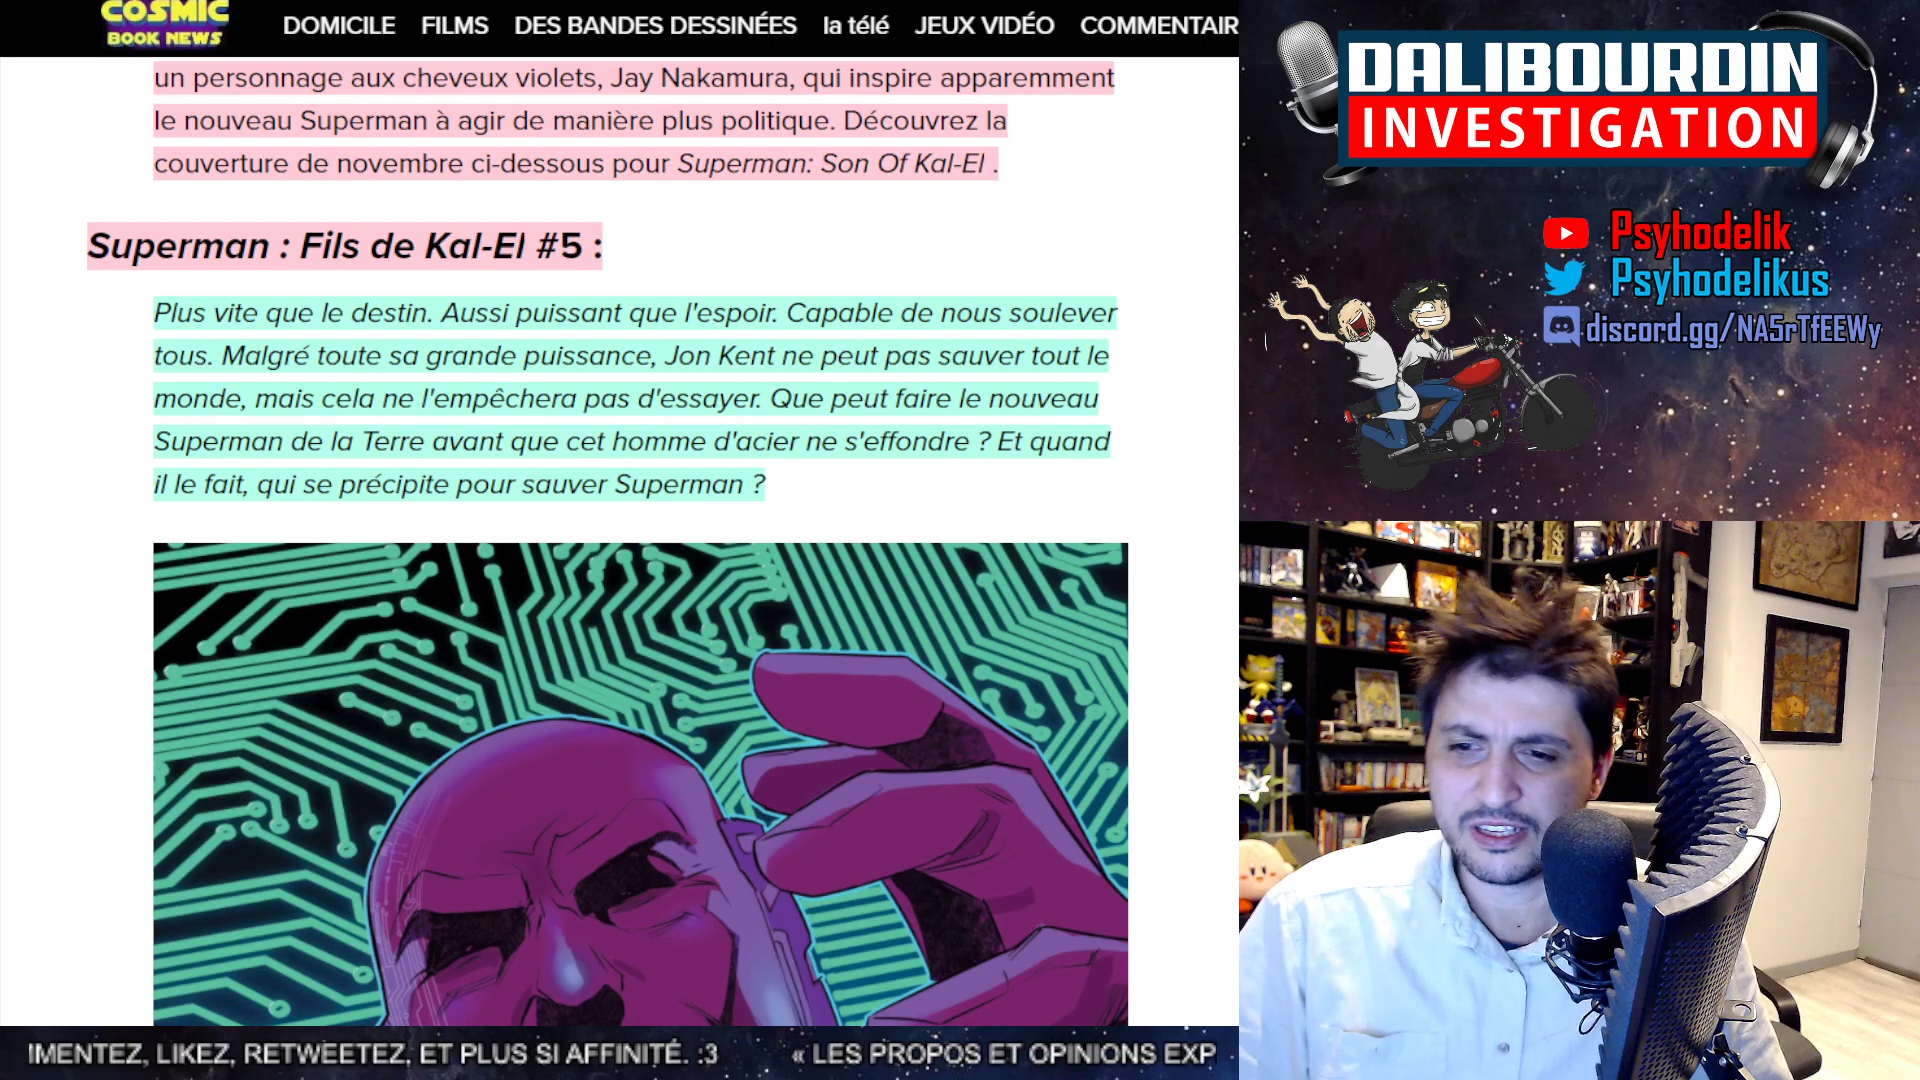 COSMIC
BOOK NEWS
DOMICILE FILMS DES BANDES DESSINÉES la télé JEUX VIDÉO COMMENTAIR
un personnage aux cheveux violets, Jay Nakamura, qui inspire apparemment
le nouveau Superman à agir de manière plus politique. Découvrez la
couverture de novembre ci-dessous pour Superman: Son Of Kal-El .
Superman : Fils de Kal-El #5 :
Plus vite que le destin. Aussi puissant que l'espoir. Capable de nous soulever
tous. Malgré toute sa grande puissance, Jon Kent ne peut pas sauver tout le
monde, mais cela ne l'empêchera pas d'essayer. Que peut faire le nouveau
Superman de la Terre avant que cet homme d'acier ne s'effondre ? Et quand
il le fait, qui se précipite pour sauver Superman ?
DALIBOURDIN
INVESTIGATION
Psyhodelik
Psyhodelikus
discord.gg/NA5rTfEEWy
IMENTEZ, LIKEZ, RETWEETEZ, ET PLUS SI AFFINITÉ. :3 « LES PROPOS ET OPINIONS EXP